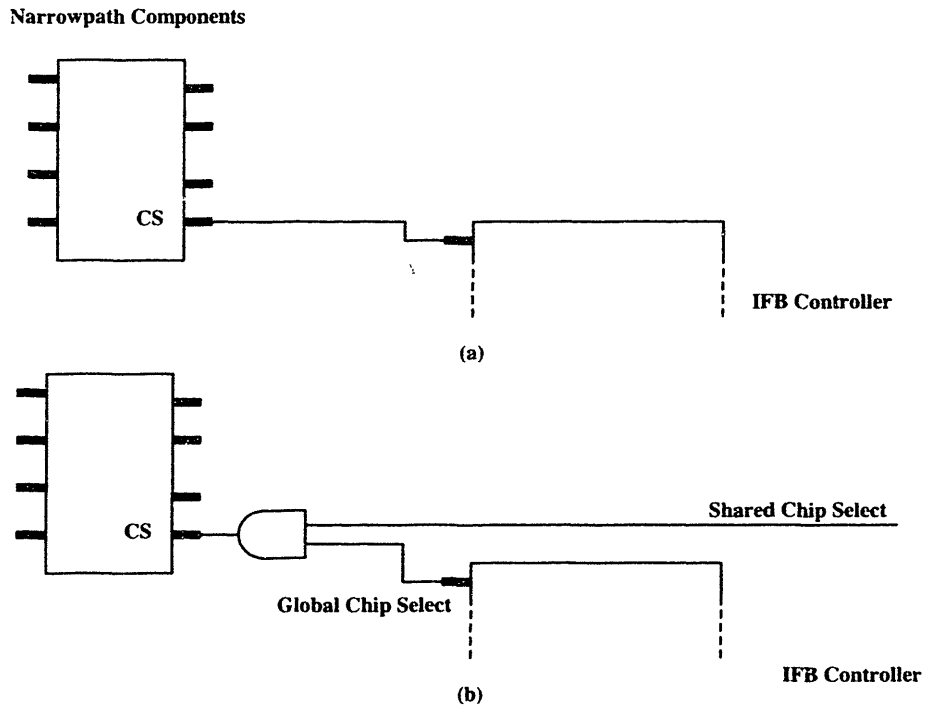 Narrowpath Components
CS
IFB Controller
(a)
Shared Chip Select
CS
Global Chip Select
IFB Controller
(b)